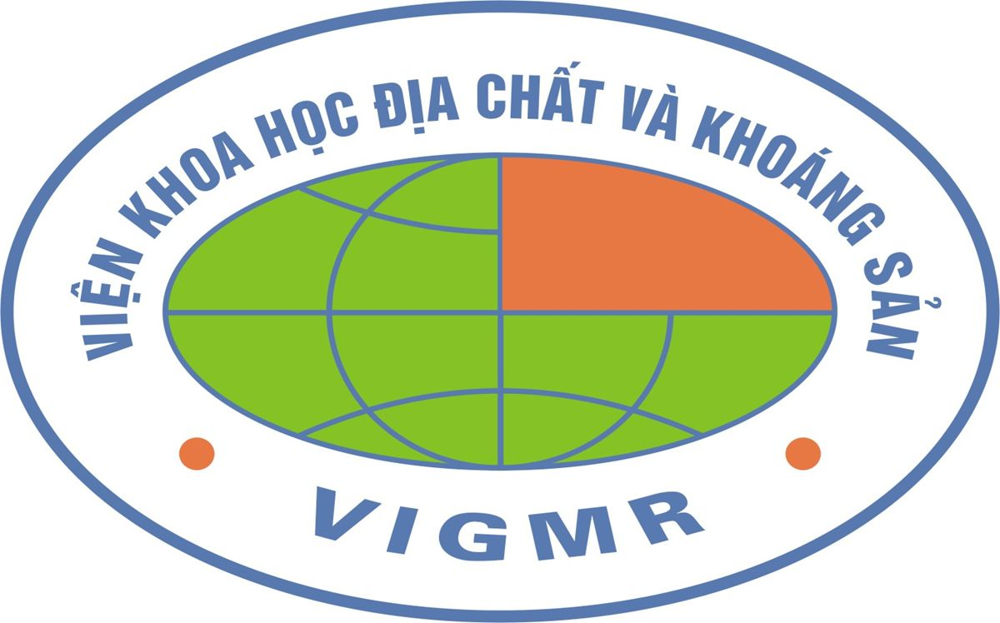 VIỆN KHOA HỌC ĐỊA CHẤT VÀ KHOÁNG SẢN
VIGMR